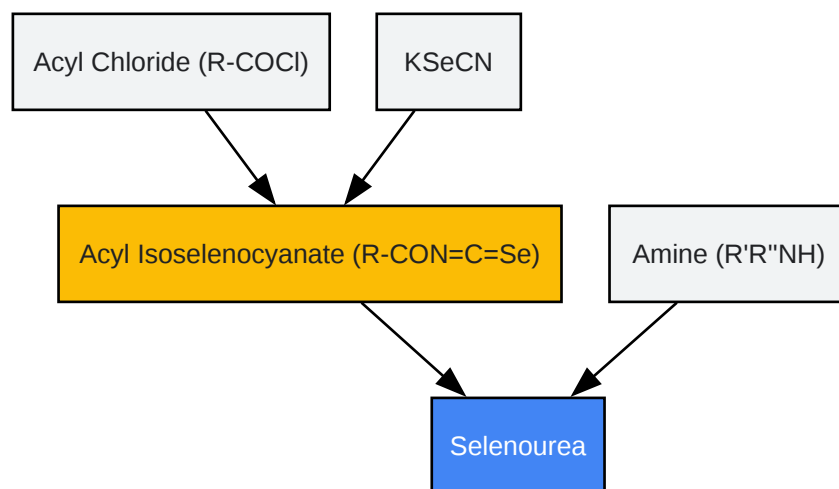 Acyl Chloride (R-COCl)
KSeCN
Acyl Isoselenocyanate (R-CON=C=Se)
Amine (R'R"NH)
Selenourea